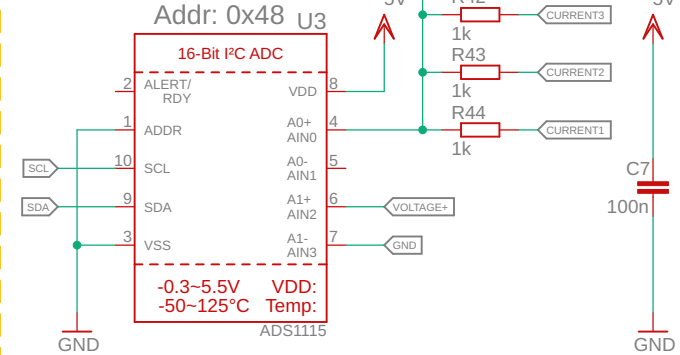 Addr: 0x48 U3
16-Bit I²C ADC
2 ALERT/
RDY
VDD 8
1 ADDR
A0+
AIN0
4
10 SCL
SCL
A0-
AIN1
5
9 SDA
SDA
A1+
AIN2
6
VOLTAGE+
3 VSS
A1-
AIN3
7
GND
-0.3~5.5V VDD:
-50~125°C Temp:
ADS1115
GND
5V
R42
1k
CURRENT3
R43
1k
CURRENT2
R44
1k
CURRENT1
5V
C7
100n
GND